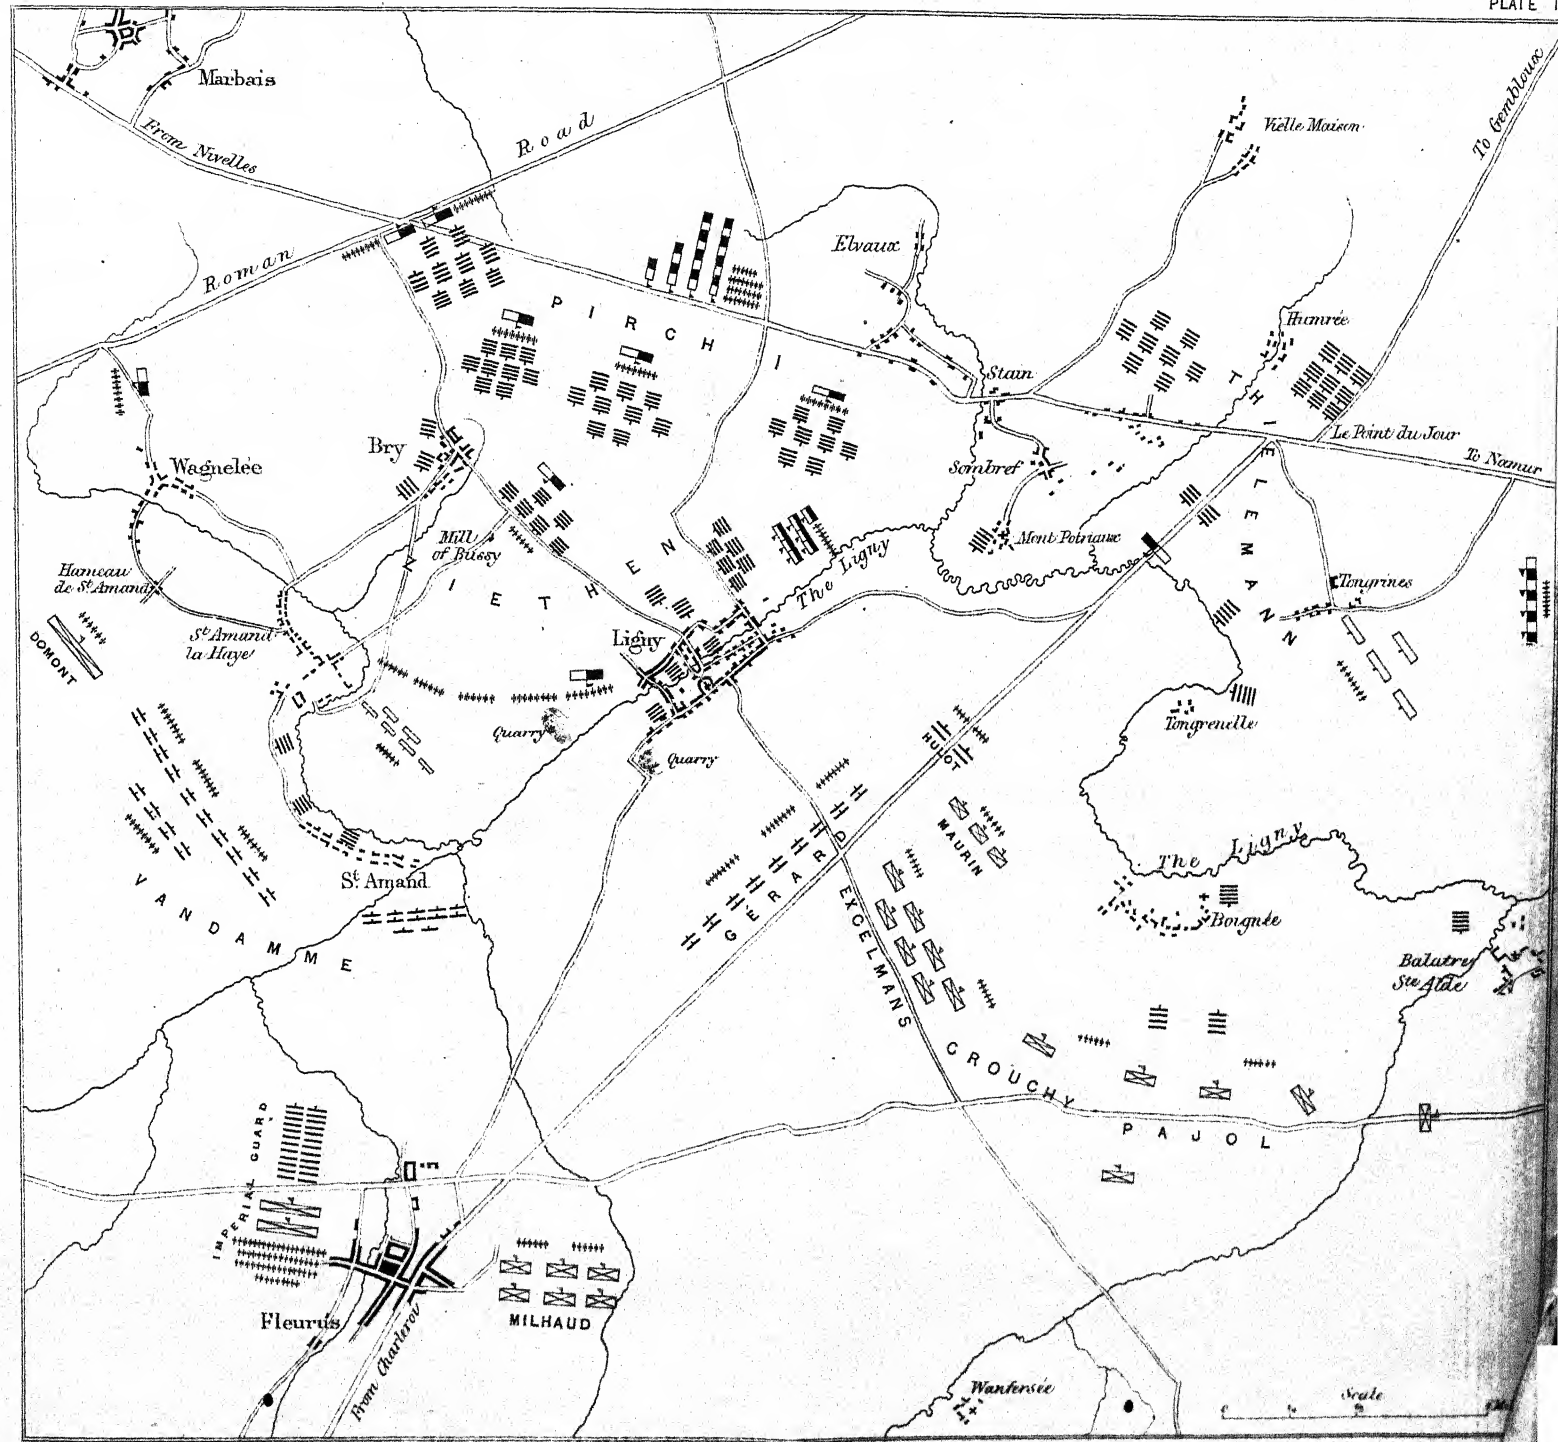 PLATE
Marbais
From Nivelles
Roman Road
Vielle Maison
To Gembloux
Elvaux
PIRCH I
Humrée
Stain
THIELEMANN
Le Point du Jour
To Namur
Bry
Wagnelée
Sombref
Mill
of Bussy
Mont Potriaux
ZIETHEN
The Ligny
Hameau
de St. Amand
Tongrines
St. Amand
la Haye
Ligny
DOMONT
Tongrenelle
Quarry
Quarry
HULOT
MAURIN
The Ligny
St. Amand
GERARD
VANDAMME
EXCELMANS
Boignée
Balatre
Ste Alde
CROUCHY
PAJOL
IMPERIAL GUARD
Fleurus
MILHAUD
From Charleroi
Wanfersée
Scale